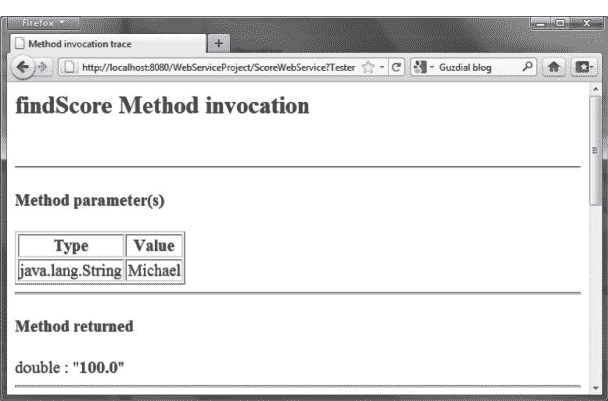 Firefox
Method invocation trace
http://localhost:8080/WebServiceProject/ScoreWebService?Tester
Guzdial blog
findScore Method invocation
Method parameter(s)
Type Value
java.lang.String Michael
Method returned
double : "100.0"